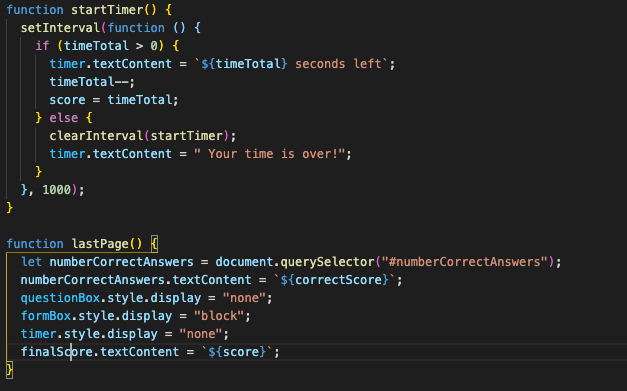 function startTimer() {
  setInterval(function () {
    if (timeTotal > 0) {
      timer.textContent = `${timeTotal} seconds left`;
      timeTotal--;
      score = timeTotal;
    } else {
      clearInterval(startTimer);
      timer.textContent = " Your time is over!";
    }
  }, 1000);
}

function lastPage() {
  let numberCorrectAnswers = document.querySelector("#numberCorrectAnswers");
  numberCorrectAnswers.textContent = `${correctScore}`;
  questionBox.style.display = "none";
  formBox.style.display = "block";
  timer.style.display = "none";
  finalScore.textContent = `${score}`;
}